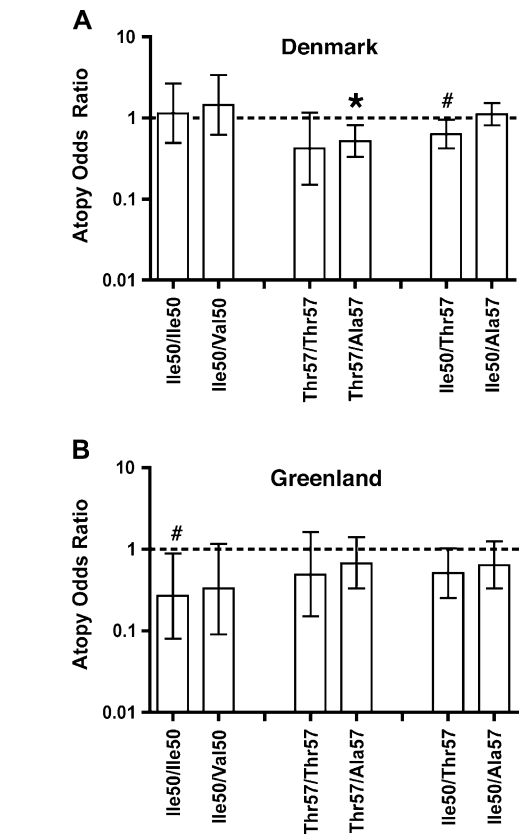 A
Denmark
Atopy Odds Ratio
10
1
0.1
0.01
*
#
Ile50/Ile50
Ile50/Val50
Thr57/Thr57
Thr57/Ala57
Ile50/Thr57
Ile50/Ala57
B
Greenland
Atopy Odds Ratio
10
1
0.1
0.01
#
Ile50/Ile50
Ile50/Val50
Thr57/Thr57
Thr57/Ala57
Ile50/Thr57
Ile50/Ala57